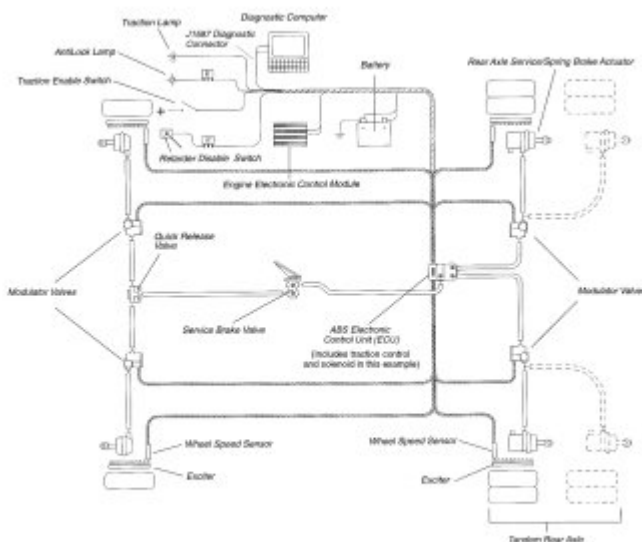 Traction Lamp
Diagnostic Computer
J1587 Diagnostic
Connector
AntiLock Lamp
Battery
Rear Axle Service/Spring Brake Actuator
Traction Enable Switch
Retarder Disable Switch
Engine Electronic Control Module
Quick Release
Valve
Modulator Valves
Modulator Valve
Service Brake Valve
ABS Electronic
Control Unit (ECU)
(includes traction control
and solenoid in this example)
Wheel Speed Sensor
Wheel Speed Sensor
Exciter
Exciter
Tandem Rear Axle